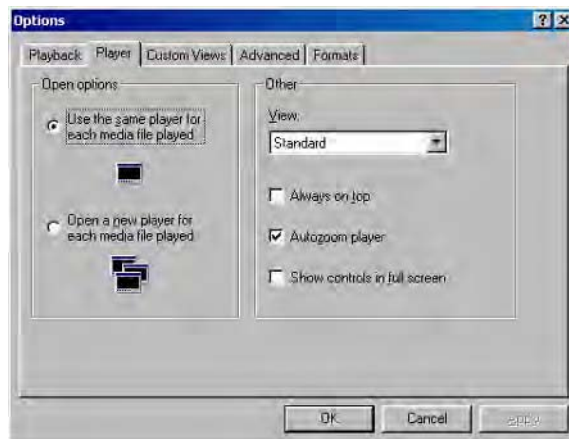 Options
Playback
Player
Custom Views
Advanced
Formats
Open options
Use the same player for
each media file played
Open a new player for
each media file played
Other
View:
Standard
Always on top
Autozoom player
Show controls in full screen
OK
Cancel
Apply